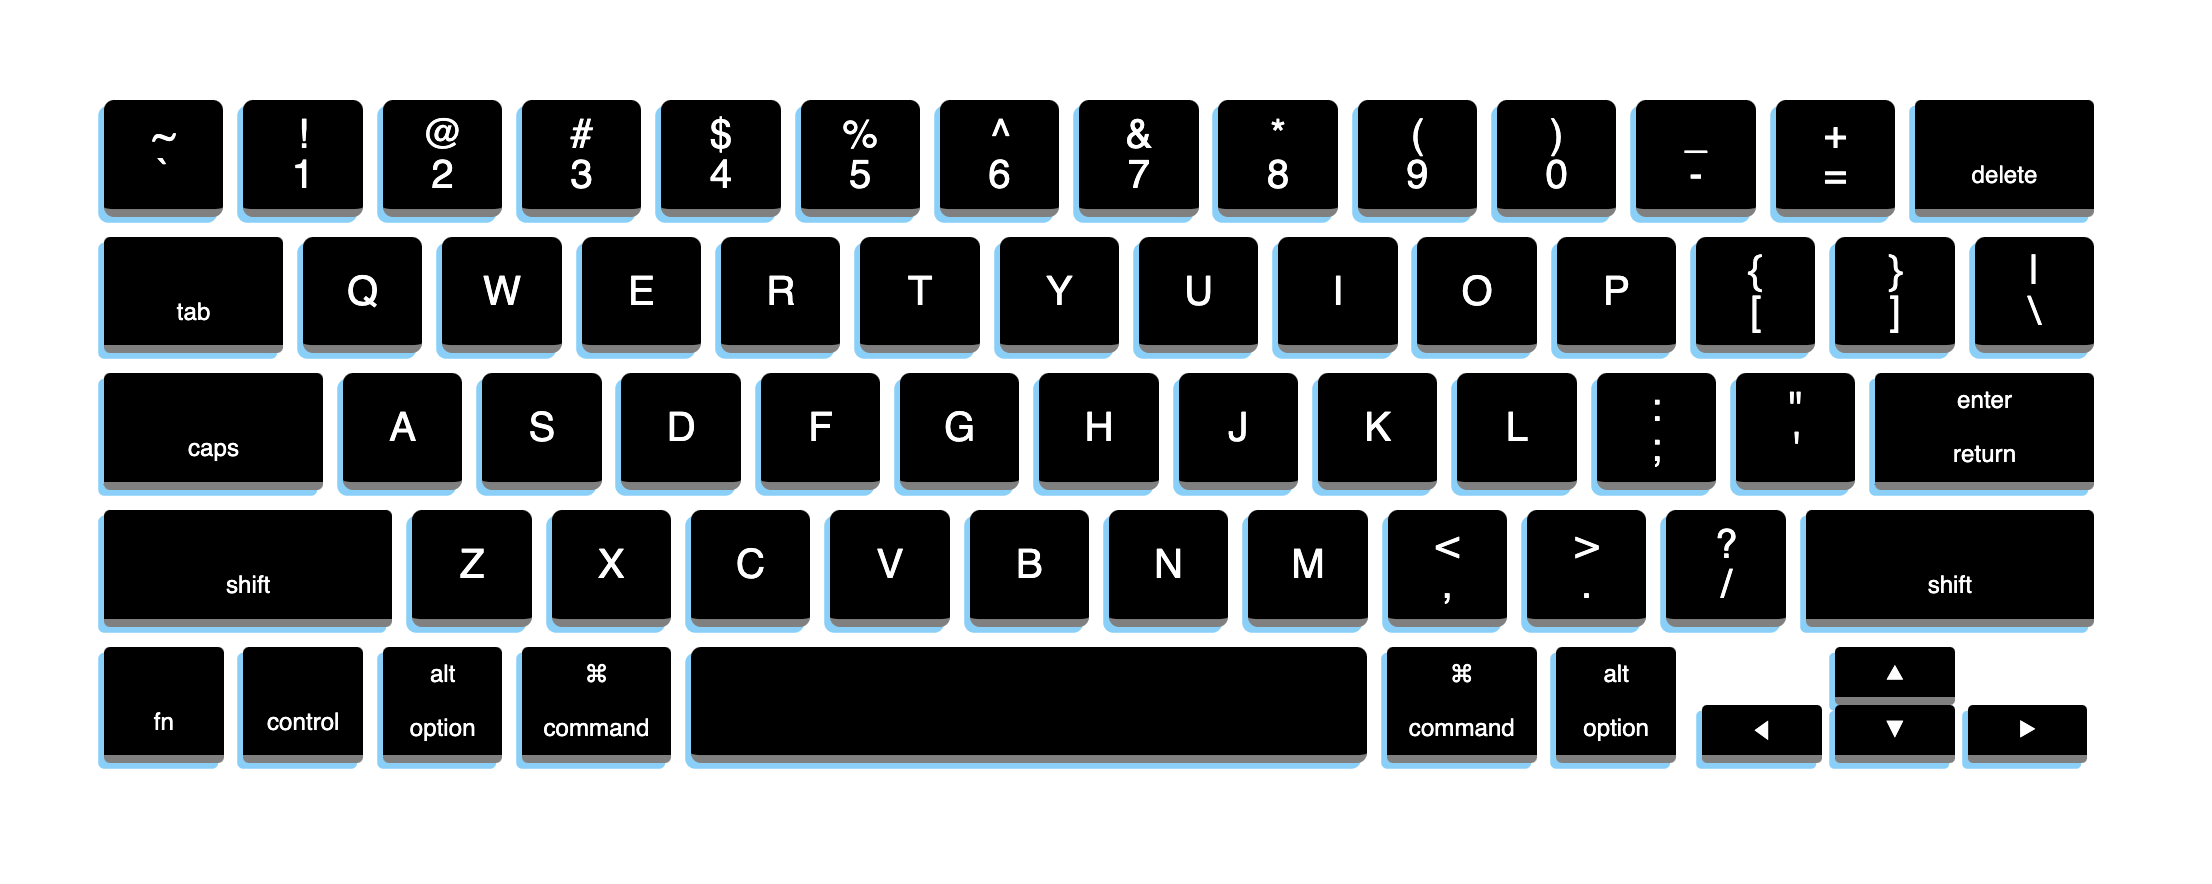 ~ ! @ # $ % ^ & * ( ) _ +
` 1 2 3 4 5 6 7 8 9 0 - = delete
{ } |
tab Q W E R T Y U I O P [ ] \
: " enter
caps A S D F G H J K L ; ' return
< > ?
shift Z X C V B N M , . / shift
alt ⌘ ⌘ alt ▲
fn control option command command option ◀ ▼ ▶